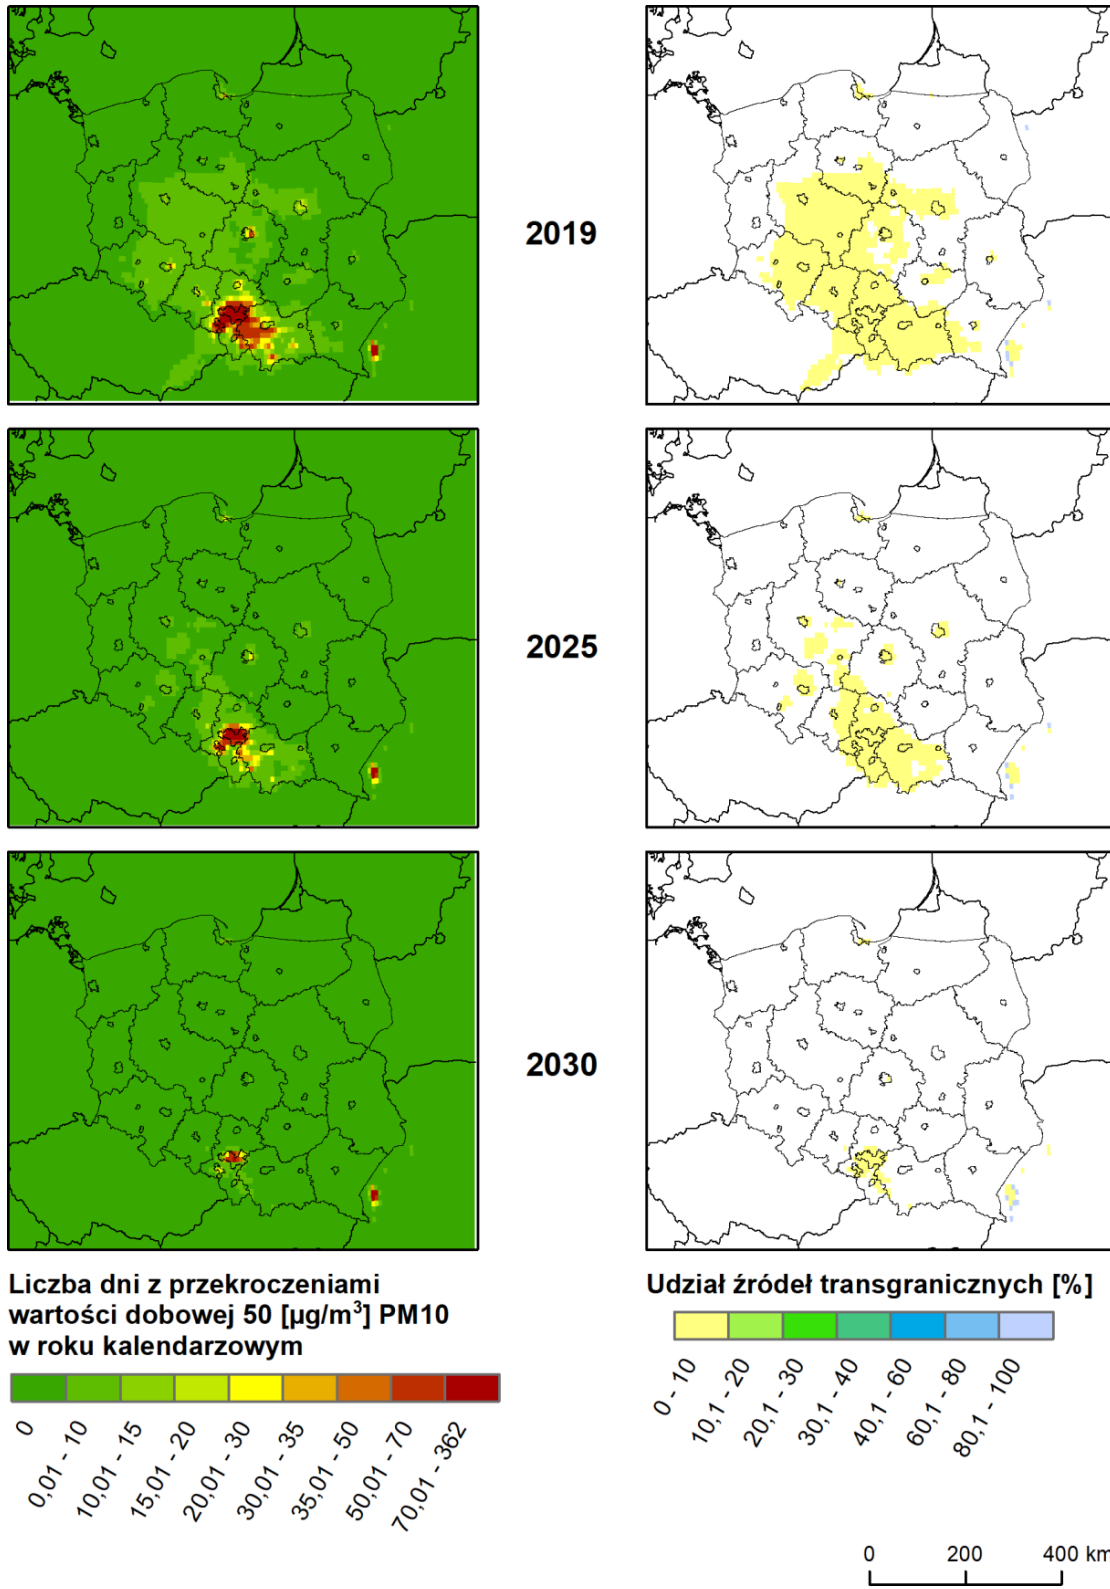 2019
2025
2030
Liczba dni z przekroczeniami
wartości dobowej 50 [µg/m³] PM10
w roku kalendarzowym
0
0,01 - 10
10,01 - 15
15,01 - 20
20,01 - 30
30,01 - 35
35,01 - 50
50,01 - 70
70,01 - 362
Udział źródeł transgranicznych [%]
0 - 10
10,1 - 20
20,1 - 30
30,1 - 40
40,1 - 60
60,1 - 80
80,1 - 100
0 200 400 km